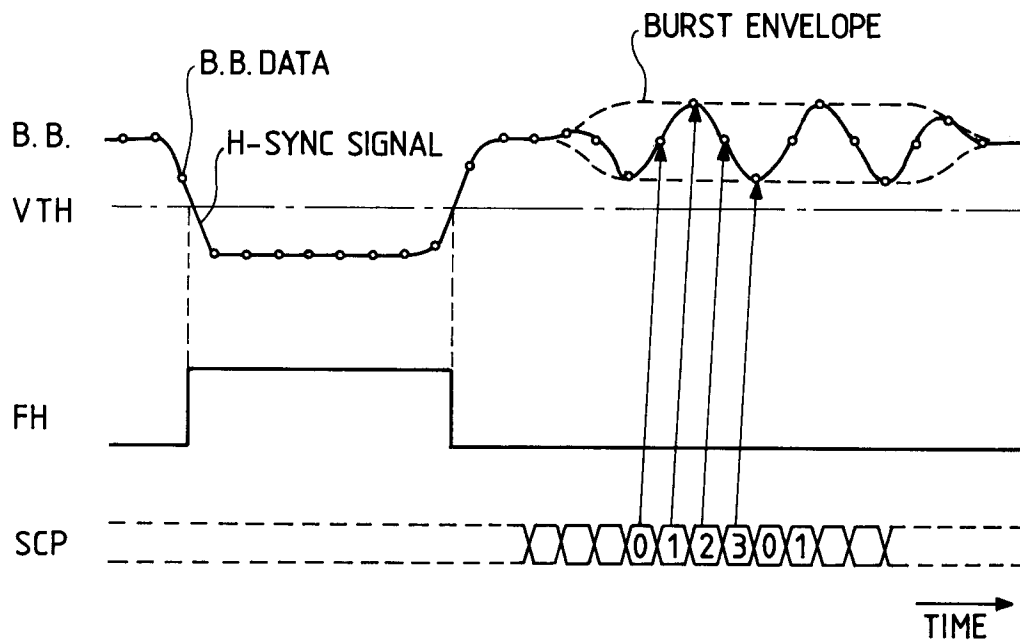 BURST ENVELOPE
B.B. DATA
B.B.
H-SYNC SIGNAL
VTH
FH
SCP
0 1 2 3 0 1
TIME